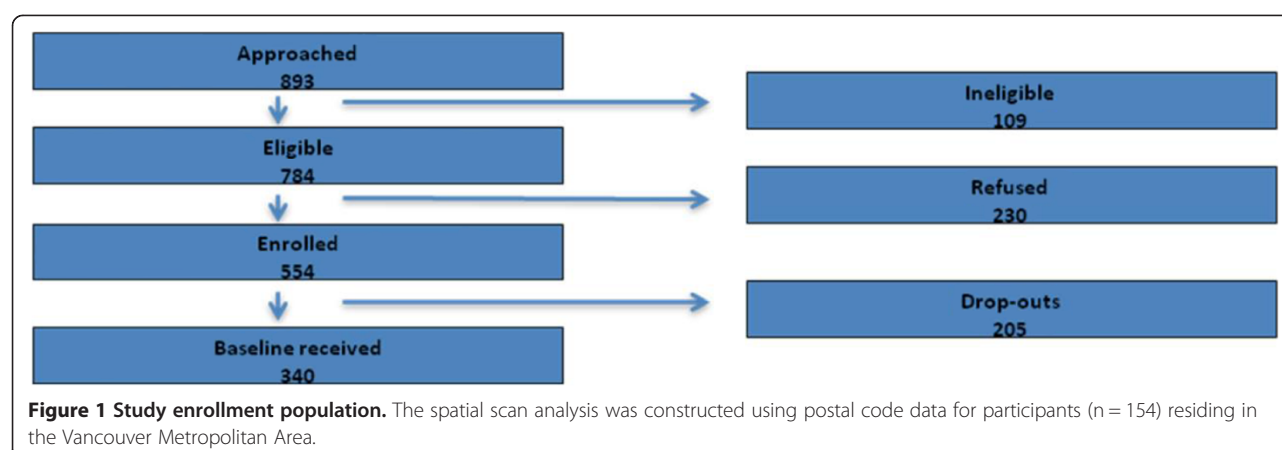 Approached
893
Ineligible
109
Eligible
784
Refused
230
Enrolled
554
Drop-outs
205
Baseline received
340
Figure 1 Study enrollment population. The spatial scan analysis was constructed using postal code data for participants (n = 154) residing in
the Vancouver Metropolitan Area.